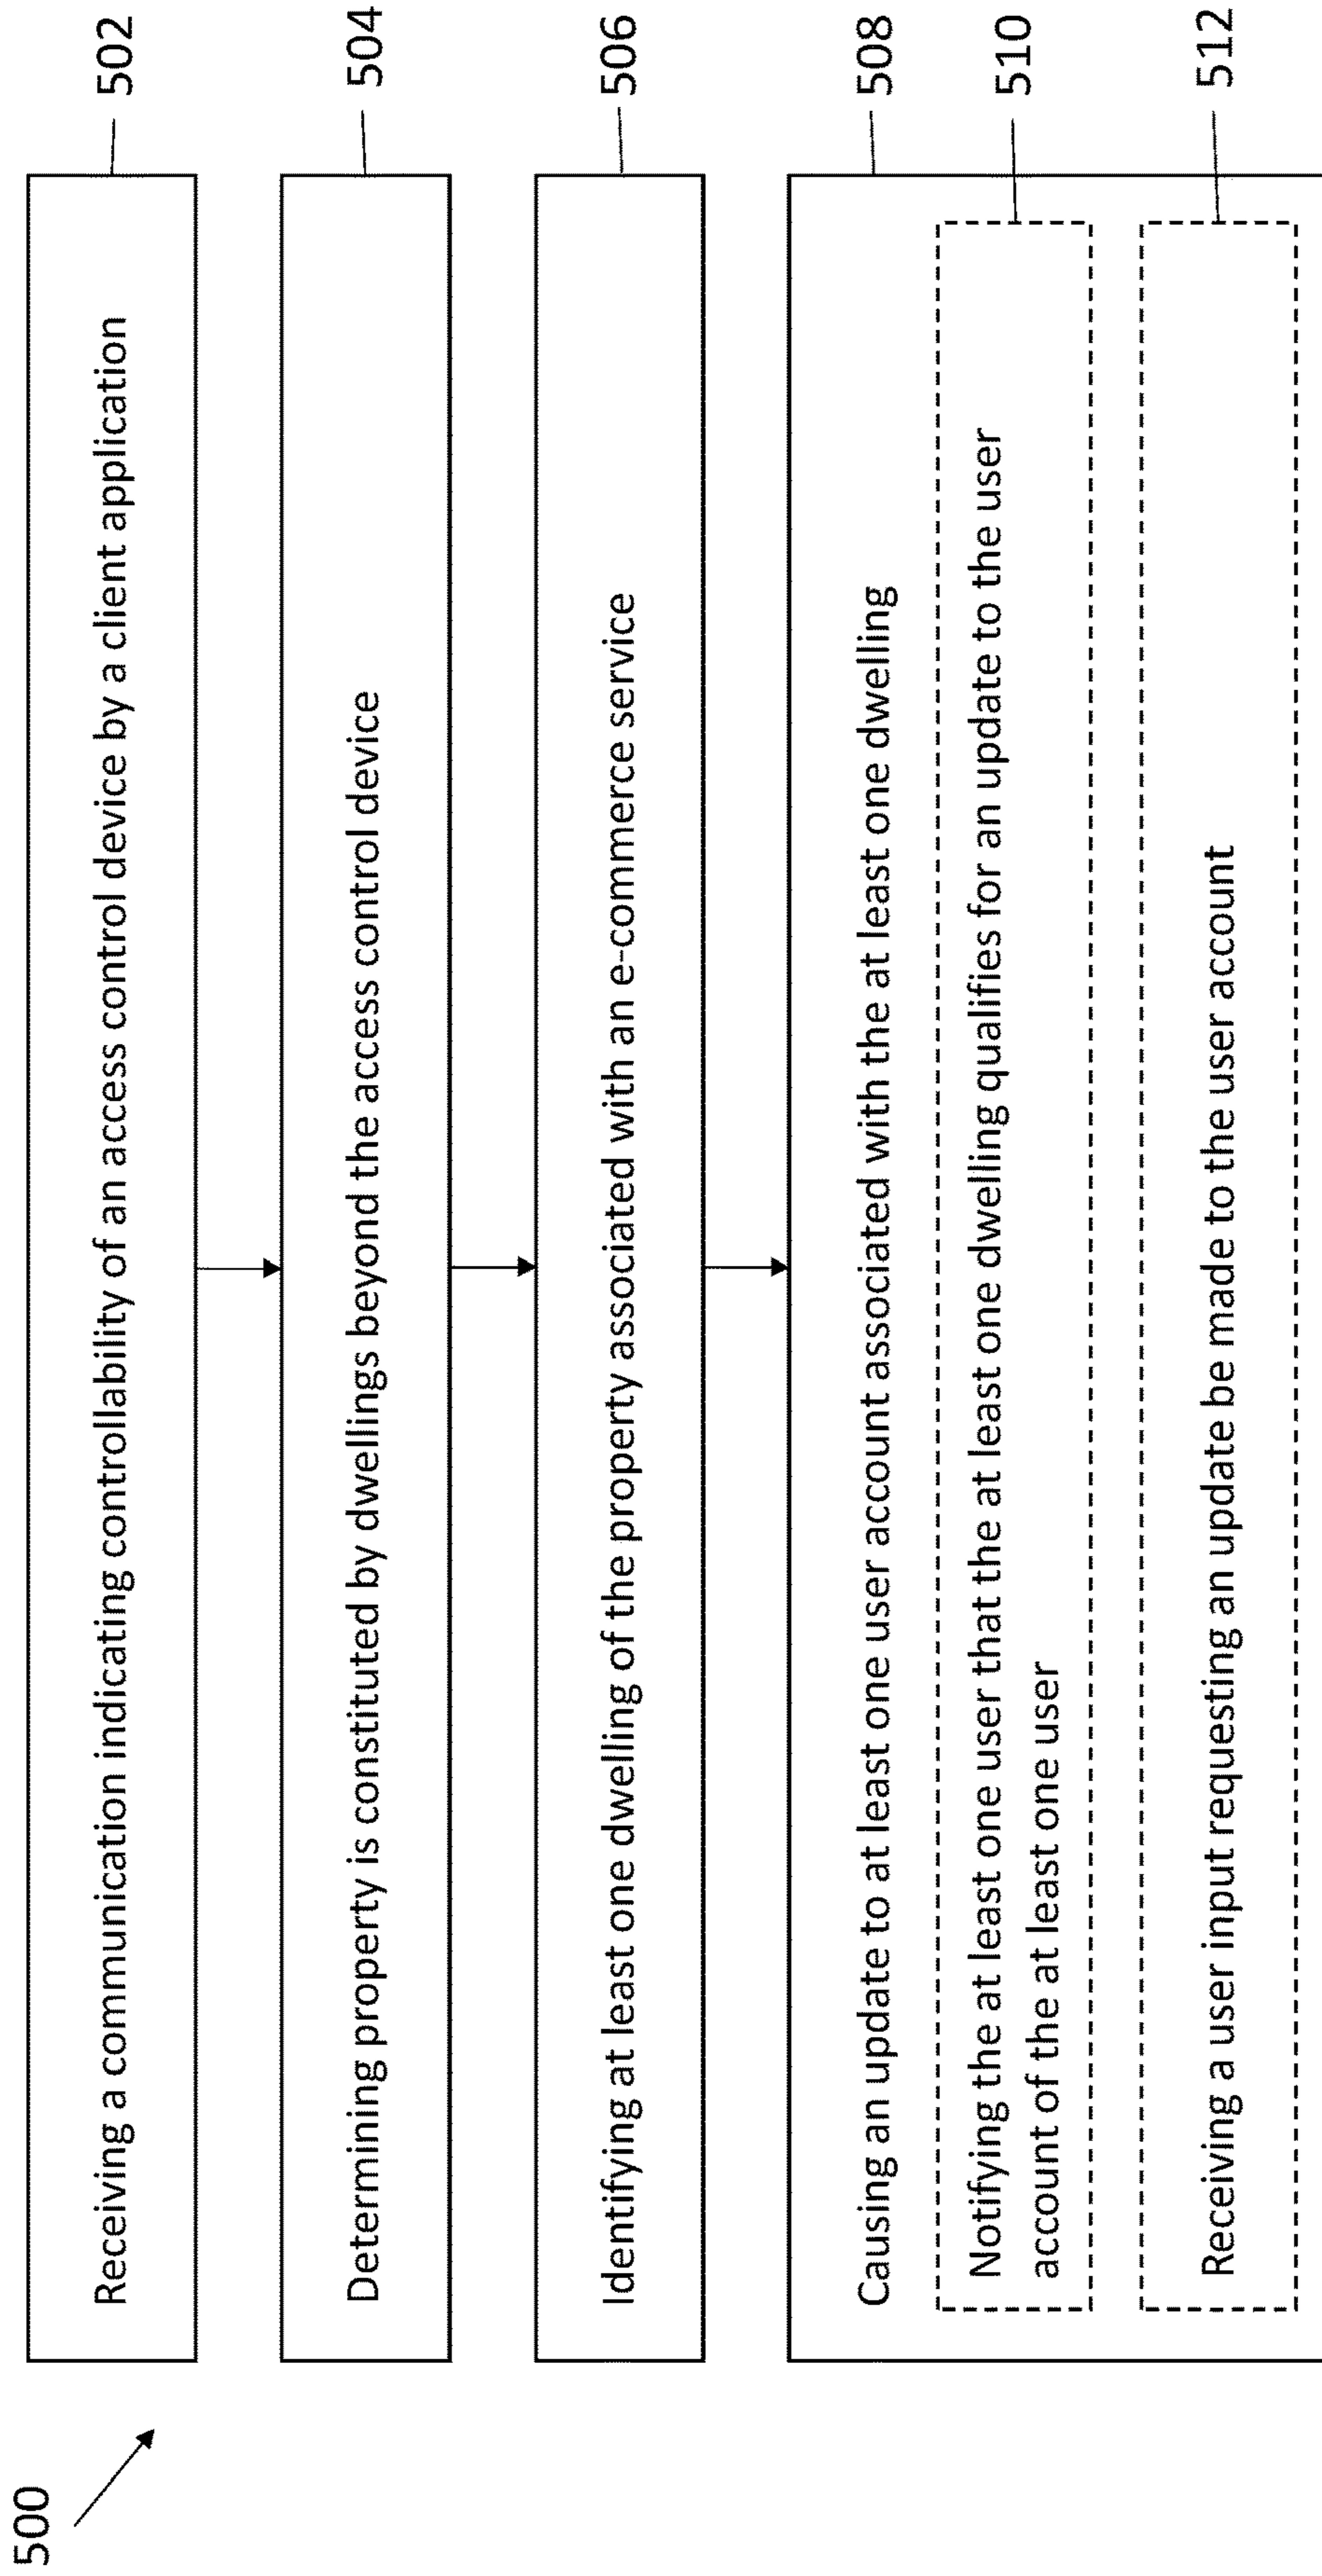 500
Receiving a communication indicating controllability of an access control device by a client application
502
Determining property is constituted by dwellings beyond the access control device
504
Identifying at least one dwelling of the property associated with an e-commerce service
506
Causing an update to at least one user account associated with the at least one dwelling
508
Notifying the at least one user that the at least one dwelling qualifies for an update to the user
account of the at least one user
510
Receiving a user input requesting an update be made to the user account
512